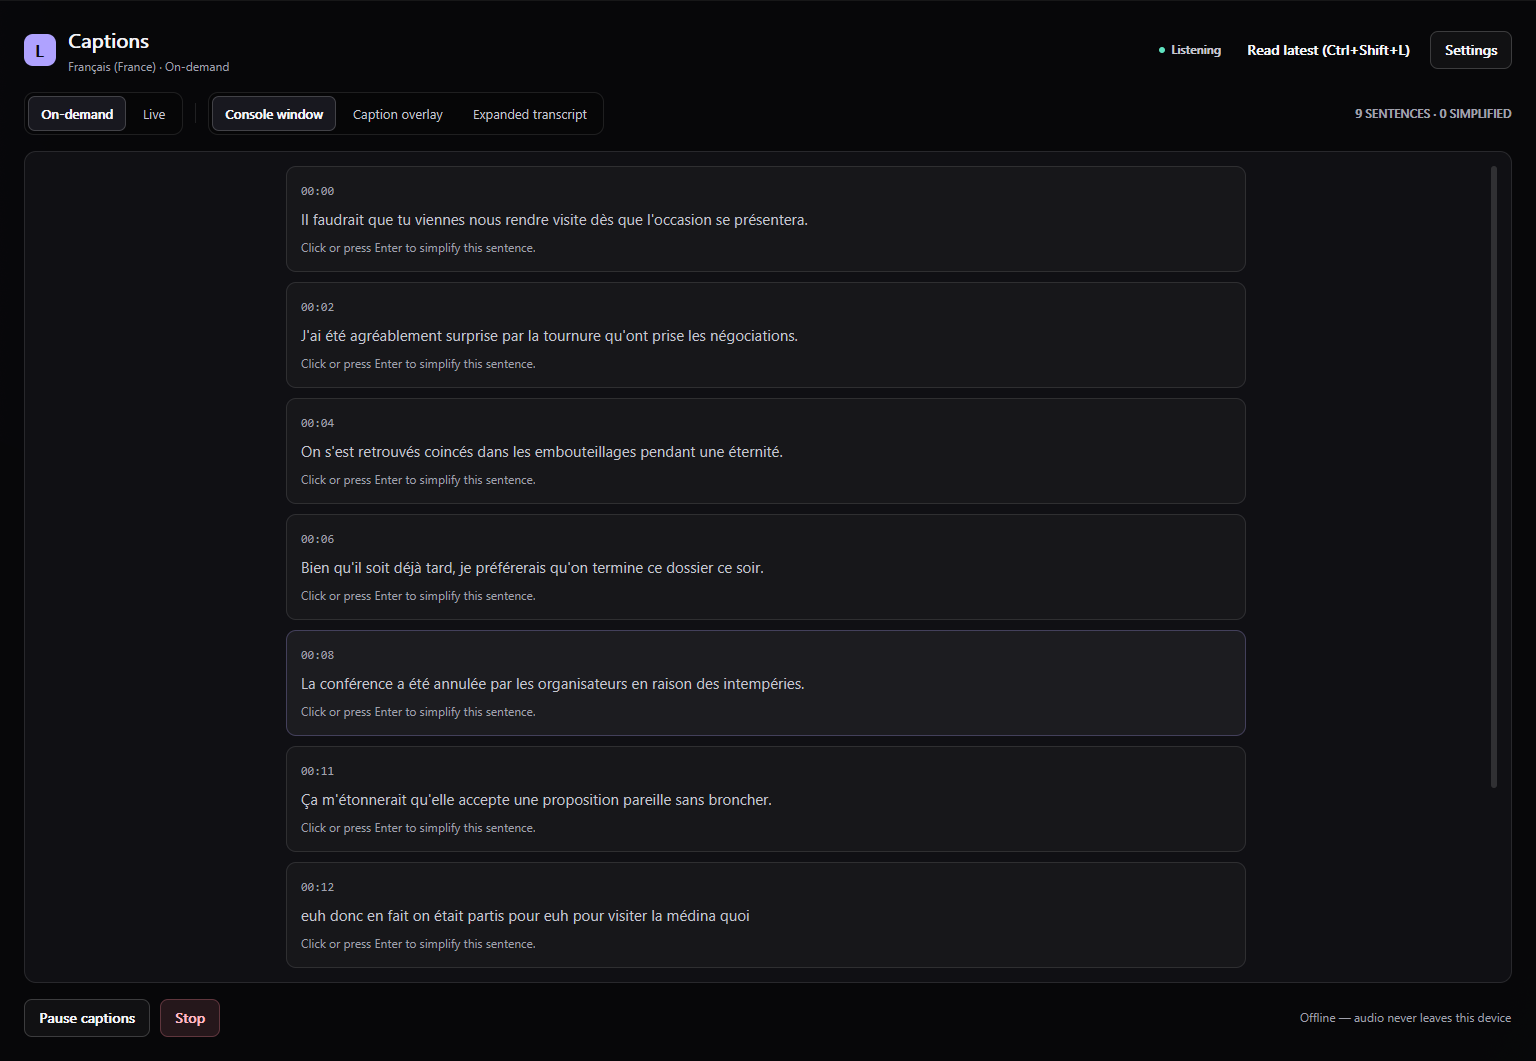 L
Captions
Français (France) · On-demand
Listening
Read latest (Ctrl+Shift+L)
Settings
On-demand
Live
Console window
Caption overlay
Expanded transcript
9 SENTENCES · 0 SIMPLIFIED
00:00
Il faudrait que tu viennes nous rendre visite dès que l'occasion se présentera.
Click or press Enter to simplify this sentence.
00:02
J'ai été agréablement surprise par la tournure qu'ont prise les négociations.
Click or press Enter to simplify this sentence.
00:04
On s'est retrouvés coincés dans les embouteillages pendant une éternité.
Click or press Enter to simplify this sentence.
00:06
Bien qu'il soit déjà tard, je préférerais qu'on termine ce dossier ce soir.
Click or press Enter to simplify this sentence.
00:08
La conférence a été annulée par les organisateurs en raison des intempéries.
Click or press Enter to simplify this sentence.
00:11
Ça m'étonnerait qu'elle accepte une proposition pareille sans broncher.
Click or press Enter to simplify this sentence.
00:12
euh donc en fait on était partis pour euh pour visiter la médina quoi
Click or press Enter to simplify this sentence.
Pause captions
Stop
Offline — audio never leaves this device